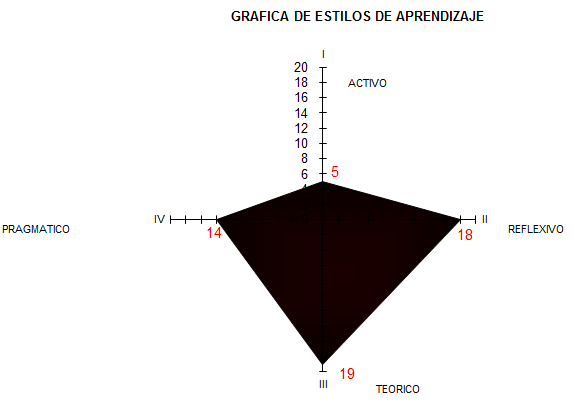 GRAFICA DE ESTILOS DE APRENDIZAJE
I
20
ACTIVO
18
16
14
12
10
8
6
5
4
IV
II
PRAGMATICO
14
18
REFLEXIVO
19
III
TEORICO